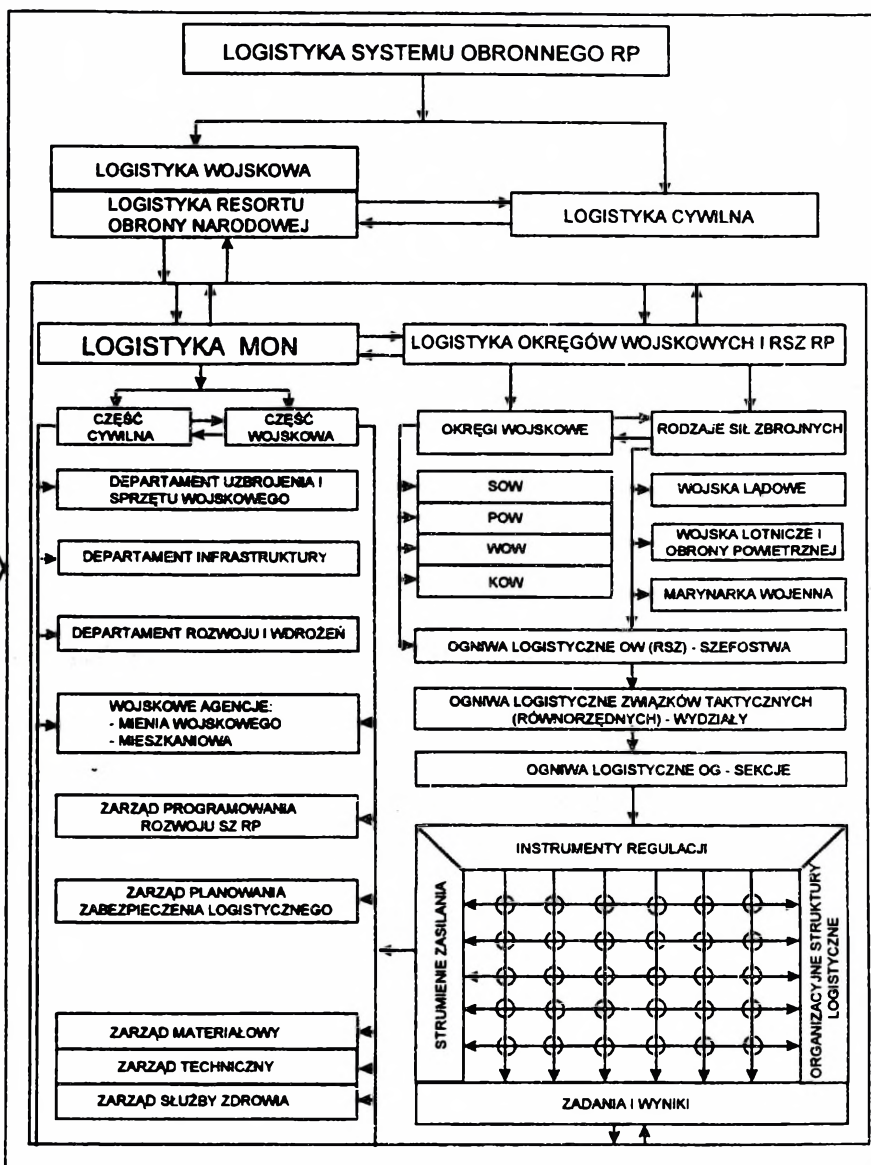 LOGISTYKA SYSTEMU OBRONNEGO RP
LOGISTYKA WOJSKOWA
LOGISTYKA RESORTU
OBRONY NARODOWEJ
LOGISTYKA CYWILNA
LOGISTYKA MON
LOGISTYKA OKRĘGÓW WOJSKOWYCH I RSZ RP
CZĘŚĆ
CYWILNA
CZĘŚĆ
WOJSKOWA
DEPARTAMENT UZBROJENIA I
SPRZĘTU WOJSKOWEGO
DEPARTAMENT INFRASTRUKTURY
DEPARTAMENT ROZWOJU I WDROŻEŃ
WOJSKOWE AGENCJE:
- MIENIA WOJSKOWEGO
- MIESZKANIOWA
ZARZĄD PROGRAMOWANIA
ROZWOJU SZ RP
ZARZĄD PLANOWANIA
ZABEZPIECZENIA LOGISTYCZNEGO
ZARZĄD MATERIAŁOWY
ZARZĄD TECHNICZNY
ZARZĄD SŁUŻBY ZDROWIA
OKRĘGI WOJSKOWE
RODZAJE SIŁ ZBROJNYCH
SOW
POW
WOW
KOW
WOJSKA LĄDOWE
WOJSKA LOTNICZE I
OBRONY POWIETRZNEJ
MARYNARKA WOJENNA
OGNIWA LOGISTYCZNE OW (RSZ) - SZEFOSTWA
OGNIWA LOGISTYCZNE ZWIĄZKÓW TAKTYCZNYCH
(RÓWNORZĘDNYCH) - WYDZIAŁY
OGNIWA LOGISTYCZNE OG - SEKCJE
INSTRUMENTY REGULACJI
STRUMIENIE ZASILANIA
ORGANIZACYJNE STRUKTURY
LOGISTYCZNE
ZADANIA I WYNIKI